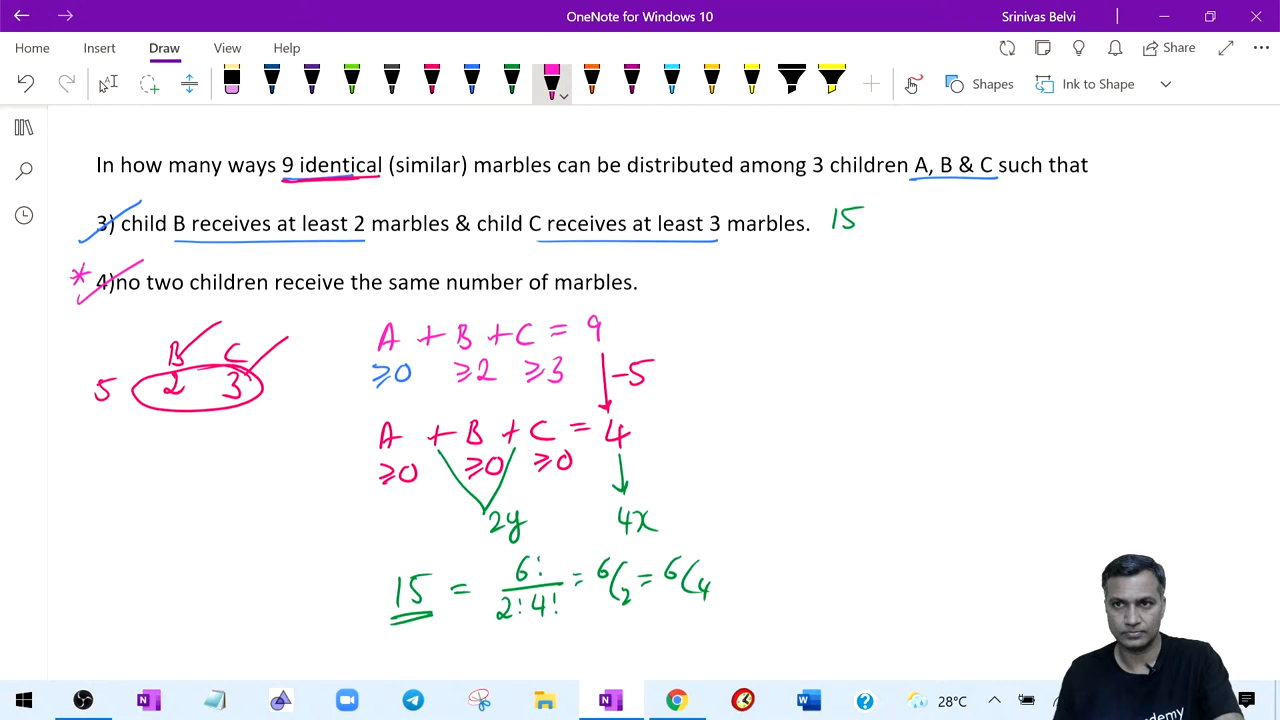 OneNote for Windows 10
Srinivas Belvi
Home Insert Draw View Help
Share
Shapes
Ink to Shape
In how many ways 9 identical (similar) marbles can be distributed among 3 children A, B & C such that
3) child B receives at least 2 marbles & child C receives at least 3 marbles. 15
* 4)no two children receive the same number of marbles.
A + B + C = 9
≥0 ≥2 ≥3
-5
B C
5 2 3
A + B + C = 4
≥0 ≥0 ≥0
2y 4x
15 = 6! / 2!4! = 6C2 = 6C4
28°C